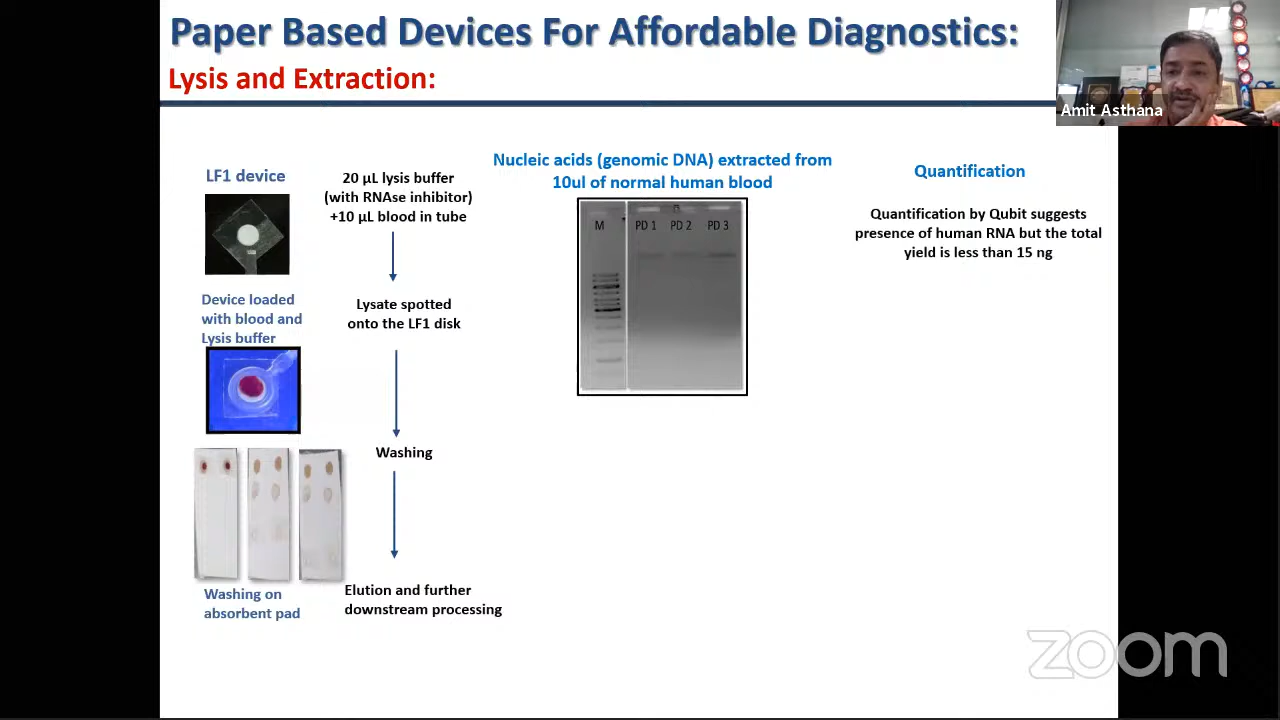 Paper Based Devices For Affordable Diagnostics:
Lysis and Extraction:
Amit Asthana
LF1 device
20 µL lysis buffer
(with RNAse inhibitor)
+10 µL blood in tube
Device loaded
with blood and
Lysis buffer
Lysate spotted
onto the LF1 disk
Washing
Washing on
absorbent pad
Elution and further
downstream processing
Nucleic acids (genomic DNA) extracted from
10ul of normal human blood
M PD 1 PD 2 PD 3
Quantification
Quantification by Qubit suggests
presence of human RNA but the total
yield is less than 15 ng
zoom